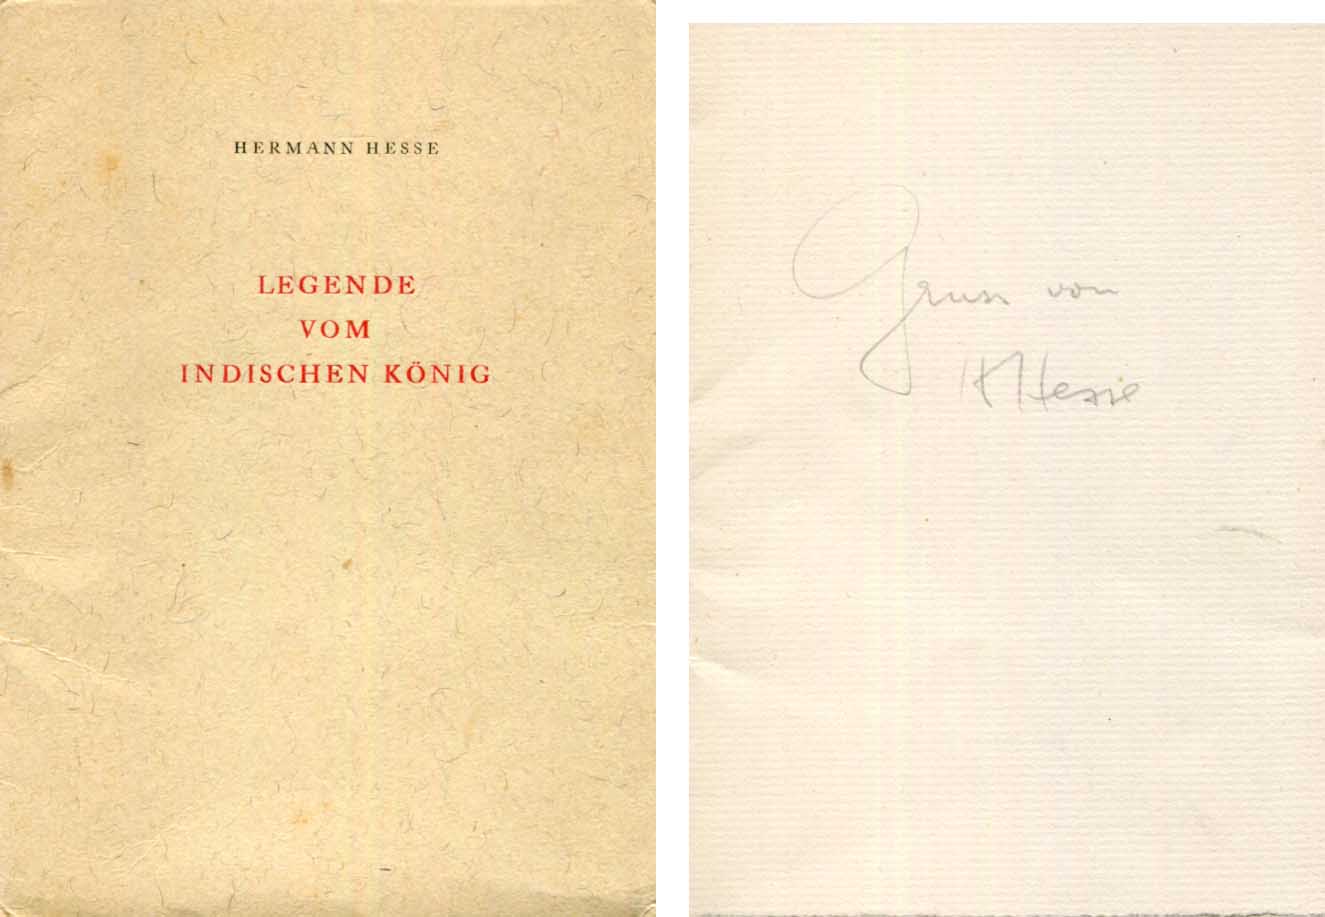 HERMANN HESSE
LEGENDE
VOM
INDISCHEN KÖNIG
Gruss von
H Hesse